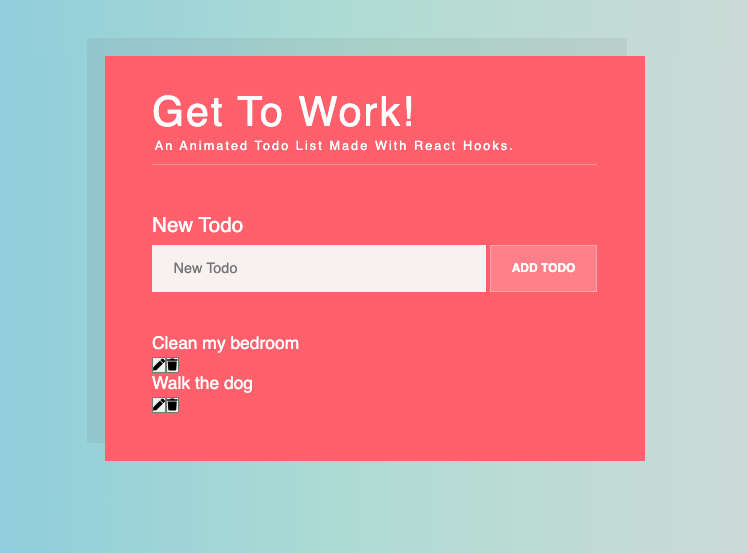 Get To Work!
An Animated Todo List Made With React Hooks.
New Todo
New Todo
ADD TODO
Clean my bedroom
Walk the dog